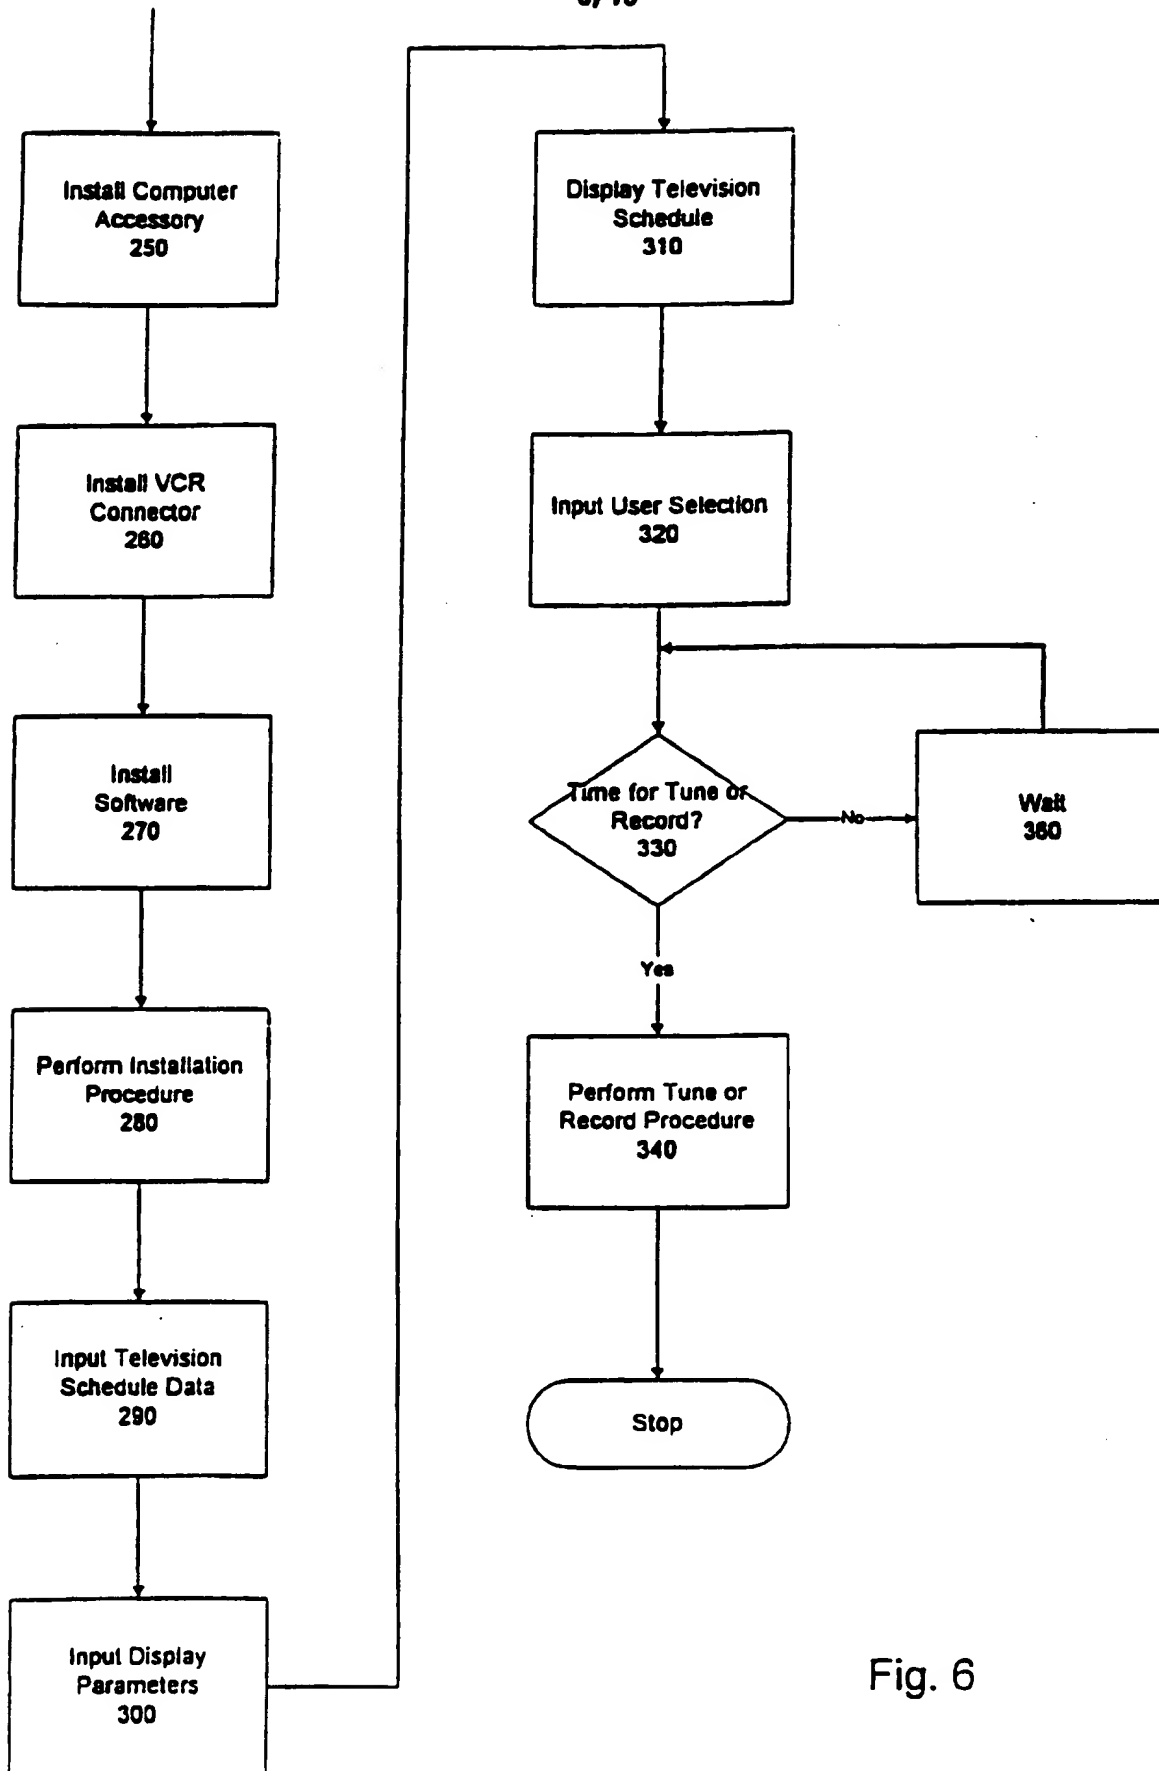 Install Computer
Accessory
250
Install VCR
Connector
260
Install
Software
270
Perform Installation
Procedure
280
Input Television
Schedule Data
290
Input Display
Parameters
300
Display Television
Schedule
310
Input User Selection
320
Time for Tune or
Record?
330
No
Wait
360
Yes
Perform Tune or
Record Procedure
340
Stop
Fig. 6